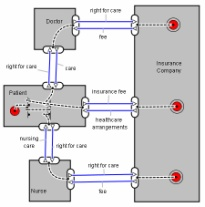 right for care
Doctor
fee
Insurance
Company
right for care
care
Patient
insurance fee
healthcare
arrangements
nursing
care
right for care
right for care
Nurse
fee